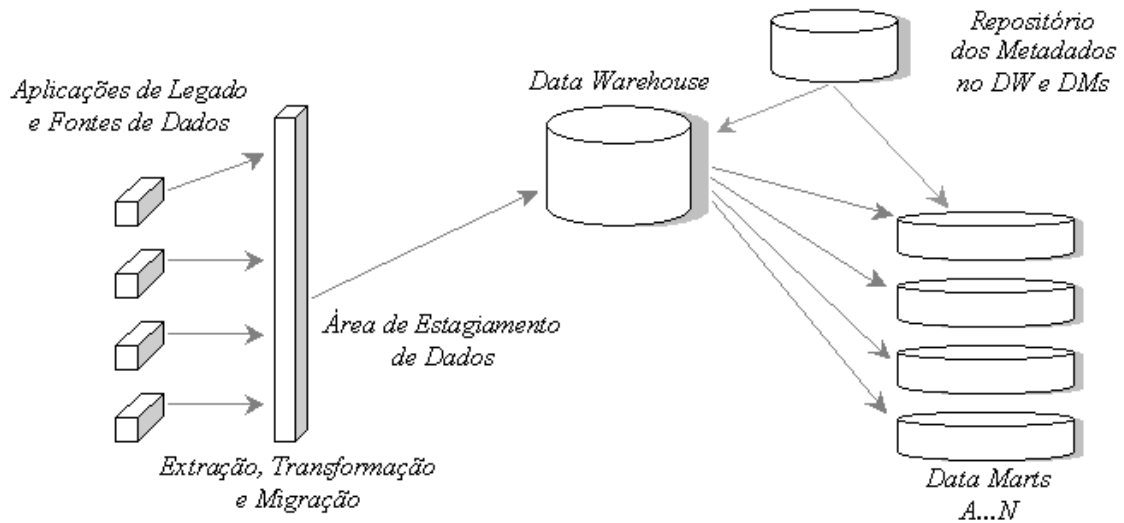 Repositório
dos Metadados
no DW e DMs
Data Warehouse
Aplicações de Legado
e Fontes de Dados
Área de Estagiamento
de Dados
Extração, Transformação
e Migração
Data Marts
A...N